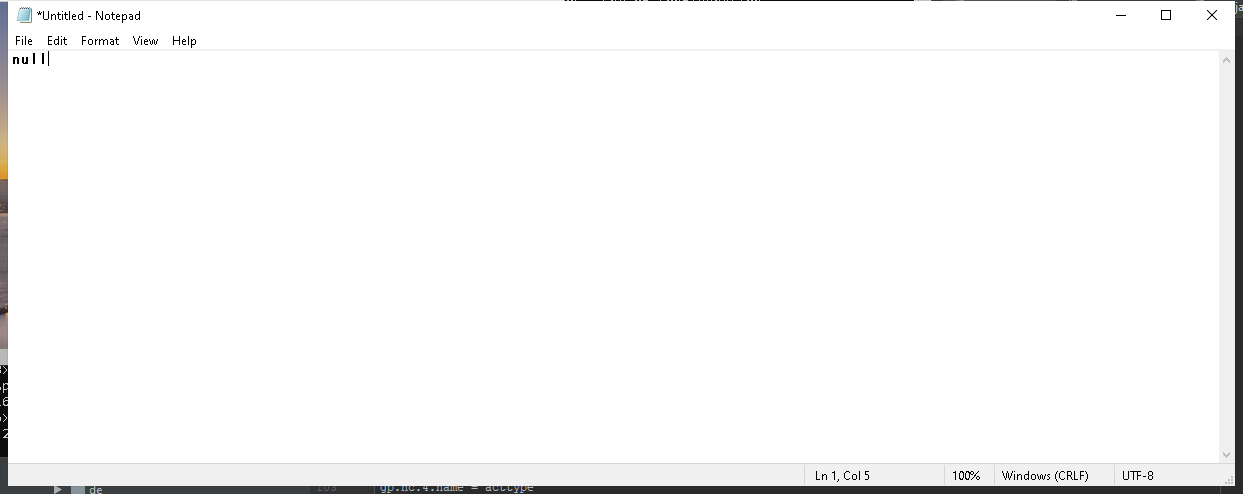 *Untitled - Notepad
File Edit Format View Help
null
Ln 1, Col 5 100% Windows (CRLF) UTF-8
de
gp.nc.4.name = acctype